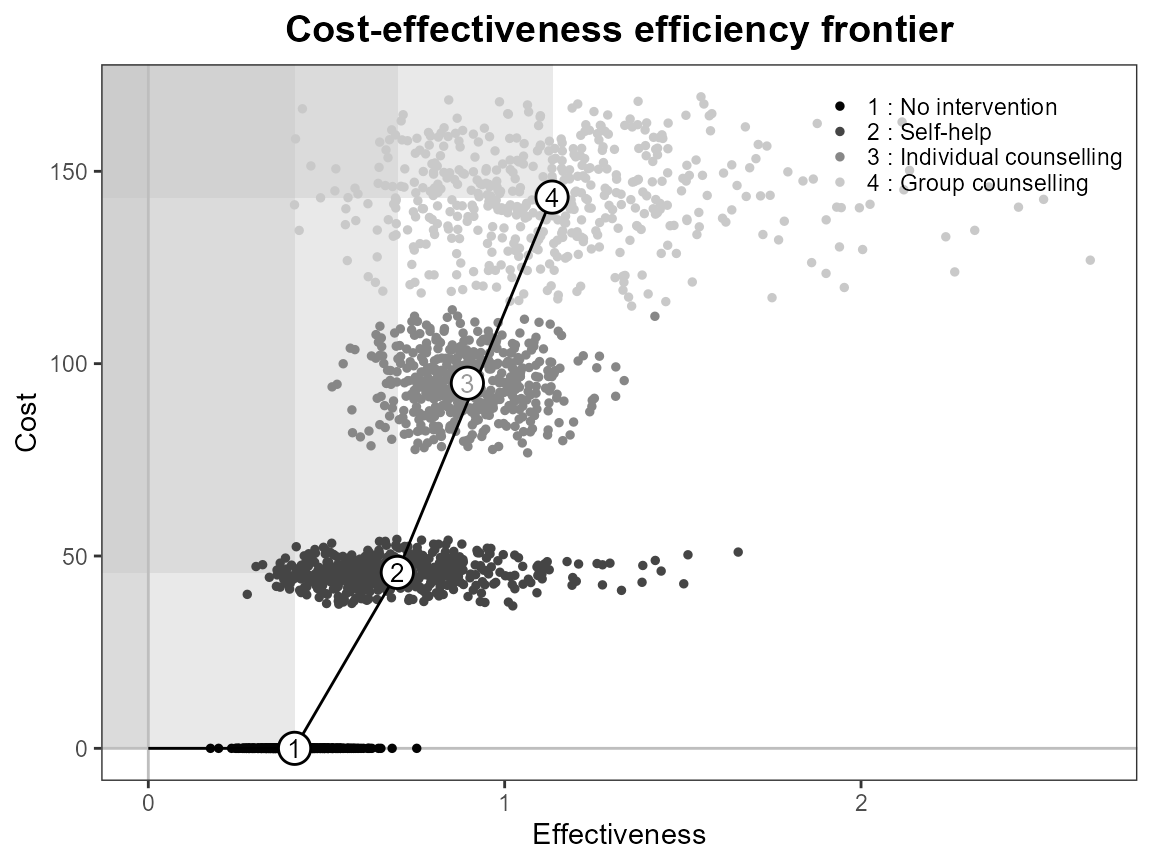 Cost-effectiveness efficiency frontier
1 : No intervention
2 : Self-help
3 : Individual counselling
4 : Group counselling
150
100
50
0
Cost
4
3
2
1
0
1
2
Effectiveness